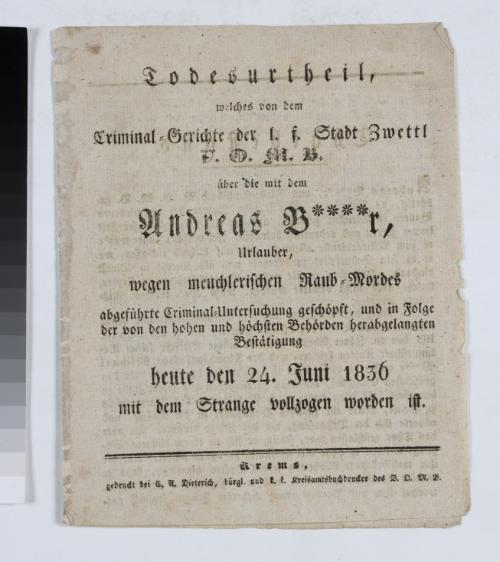 Todesurtheil,
welches von dem
Criminal-Gerichte der l. f. Stadt Zwettl
V. O. M. B.
über die mit dem
Andreas B****r,
Urlauber,
wegen meuchlerischen Raub-Mordes
abgeführte Criminal-Untersuchung geschöpft, und in Folge
der von den hohen und höchsten Behörden herabgelangten
Bestätigung
heute den 24. Juni 1836
mit dem Strange vollzogen worden ist.
Krems,
gedruckt bei C. A. Dieterich, bürgl. und k. k. Kreisamtsbuchdrucker des V. O. M. B.